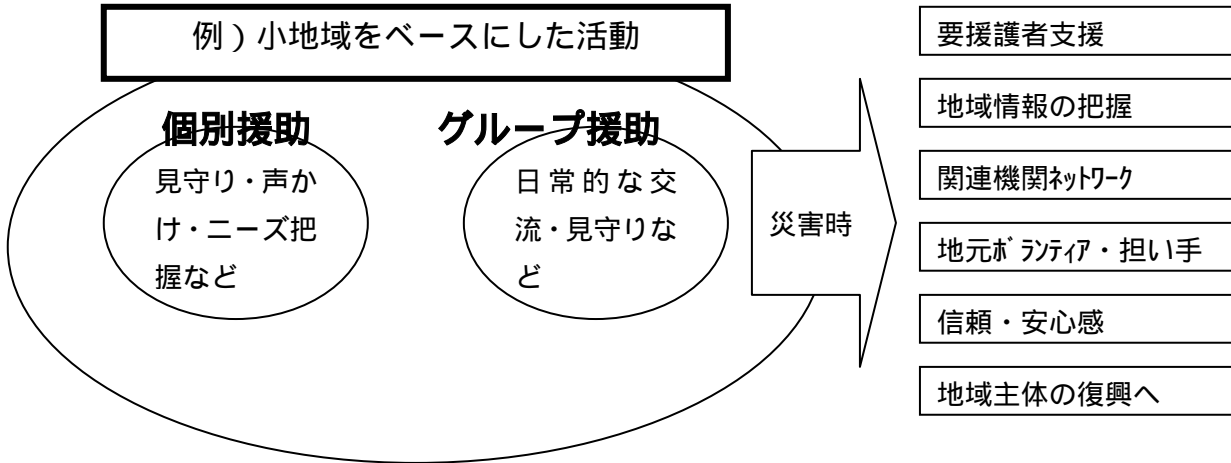 例）小地域をベースにした活動
個別援助
見守り・声か
け・ニーズ把
握など
グループ援助
日常的な交
流・見守りな
ど
災害時
要援護者支援
地域情報の把握
関連機関ﾈｯﾄﾜｰｸ
地元ﾎﾞﾗﾝﾃｨｱ・担い手
信頼・安心感
地域主体の復興へ